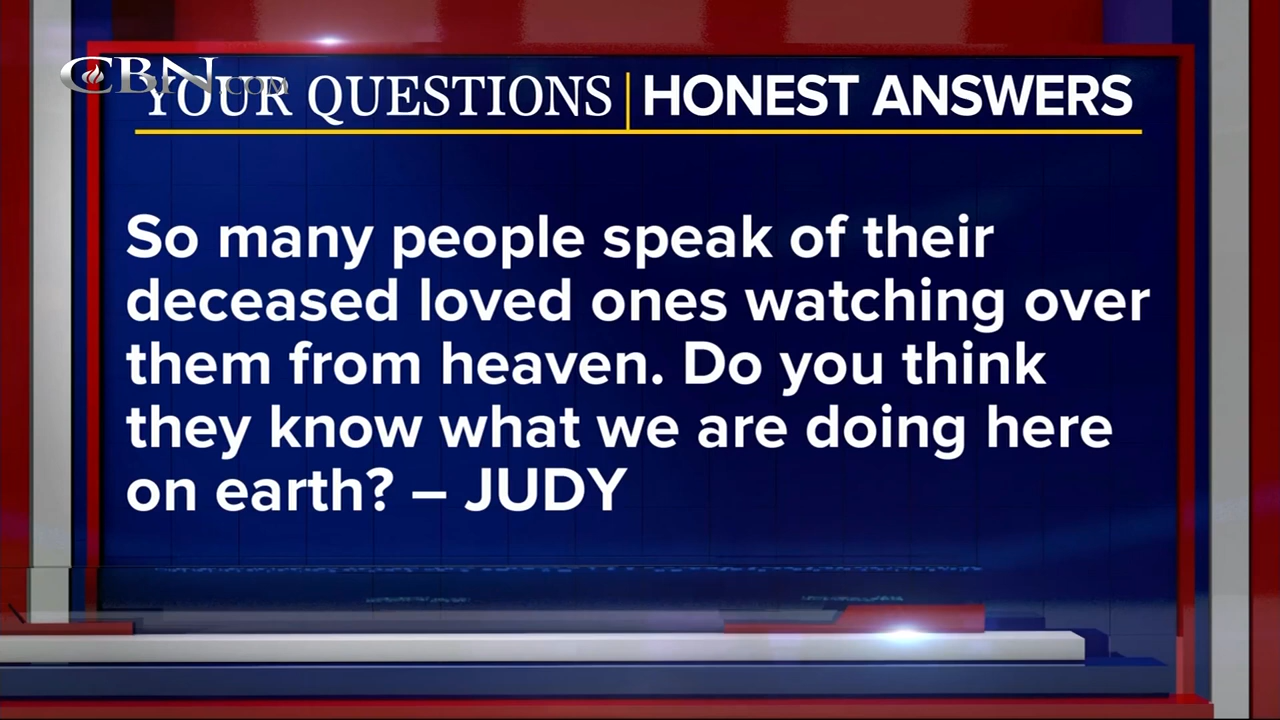 CBN.COM
YOUR QUESTIONS | HONEST ANSWERS
So many people speak of their
deceased loved ones watching over
them from heaven. Do you think
they know what we are doing here
on earth? – JUDY